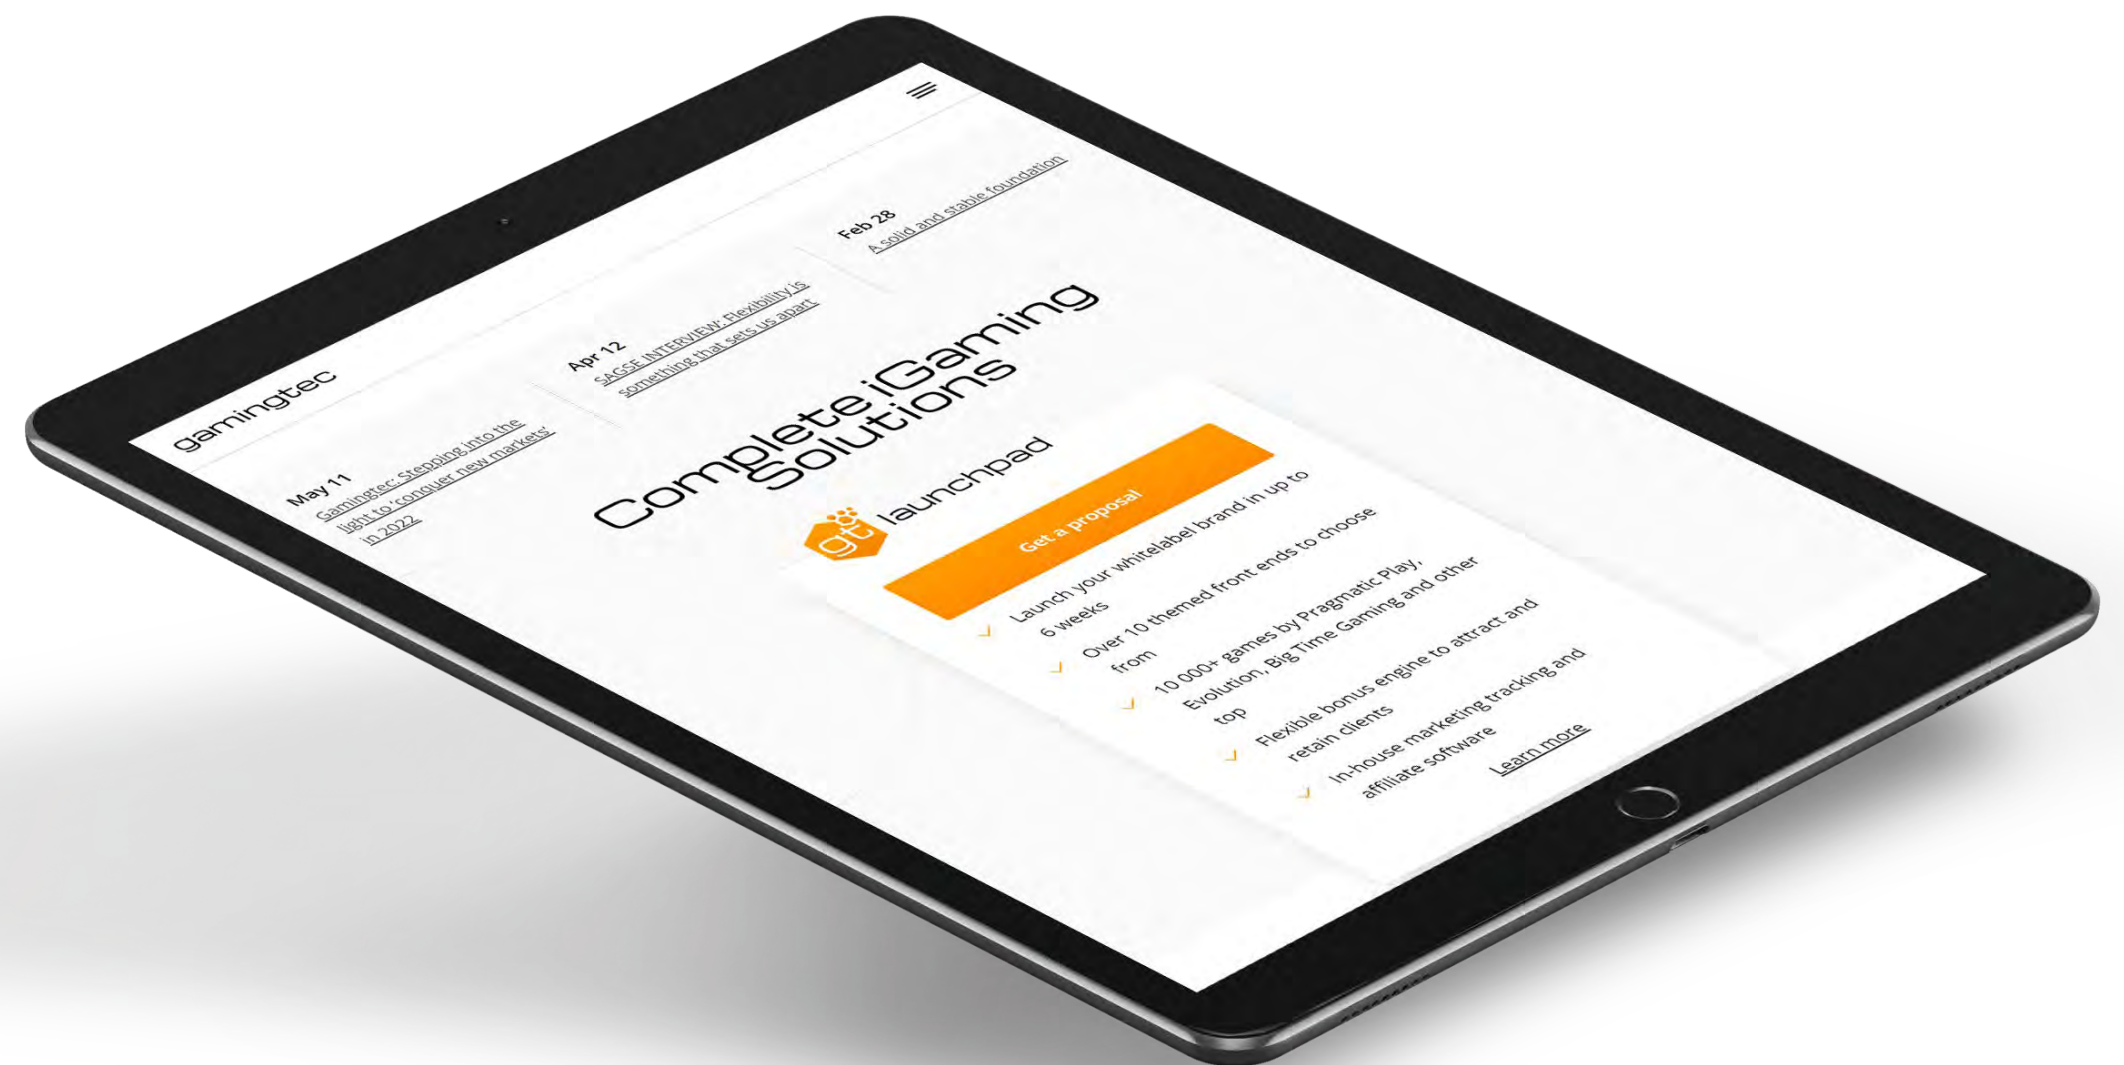 gamingtec
May 11
Gamingtec: Stepping into the
light to 'conquer new markets'
in 2022
Apr 12
SAGSE INTERVIEW: Flexibility is
something that sets us apart
Feb 28
A solid and stable foundation
Complete iGaming
Solutions
gt launchpad
Get a proposal
Launch your whitelabel brand in up to
6 weeks
Over 10 themed front ends to choose
from
10 000+ games by Pragmatic Play,
Evolution, Big Time Gaming and other
top
Flexible bonus engine to attract and
retain clients
In-house marketing tracking and
affiliate software
Learn more